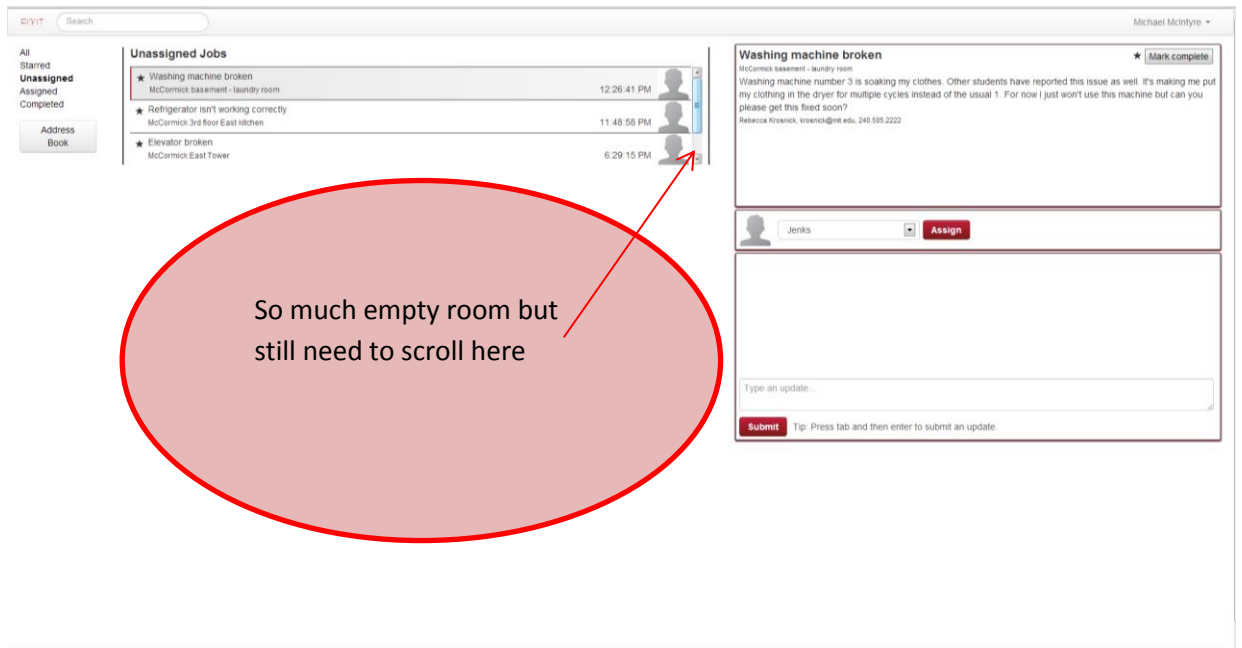 Search
Michael McIntyre
All
Starred
Unassigned
Assigned
Completed
Address
Book
Unassigned Jobs
Washing machine broken
McCormick basement - laundry room
12:26:41 PM
Refrigerator isn't working correctly
McCormick 3rd floor East kitchen
11:48:58 PM
Elevator broken
McCormick East Tower
6:29:15 PM
So much empty room but
still need to scroll here
Washing machine broken
Mark complete
McCormick basement - laundry room
Washing machine number 3 is soaking my clothes. Other students have reported this issue as well. It's making me put
my clothing in the dryer for multiple cycles instead of the usual 1. For now I just won't use this machine but can you
please get this fixed soon?
Rebecca Krosnick, krosnick@mit.edu, 240.505.2222
Jenks
Assign
Type an update...
Submit
Tip: Press tab and then enter to submit an update.